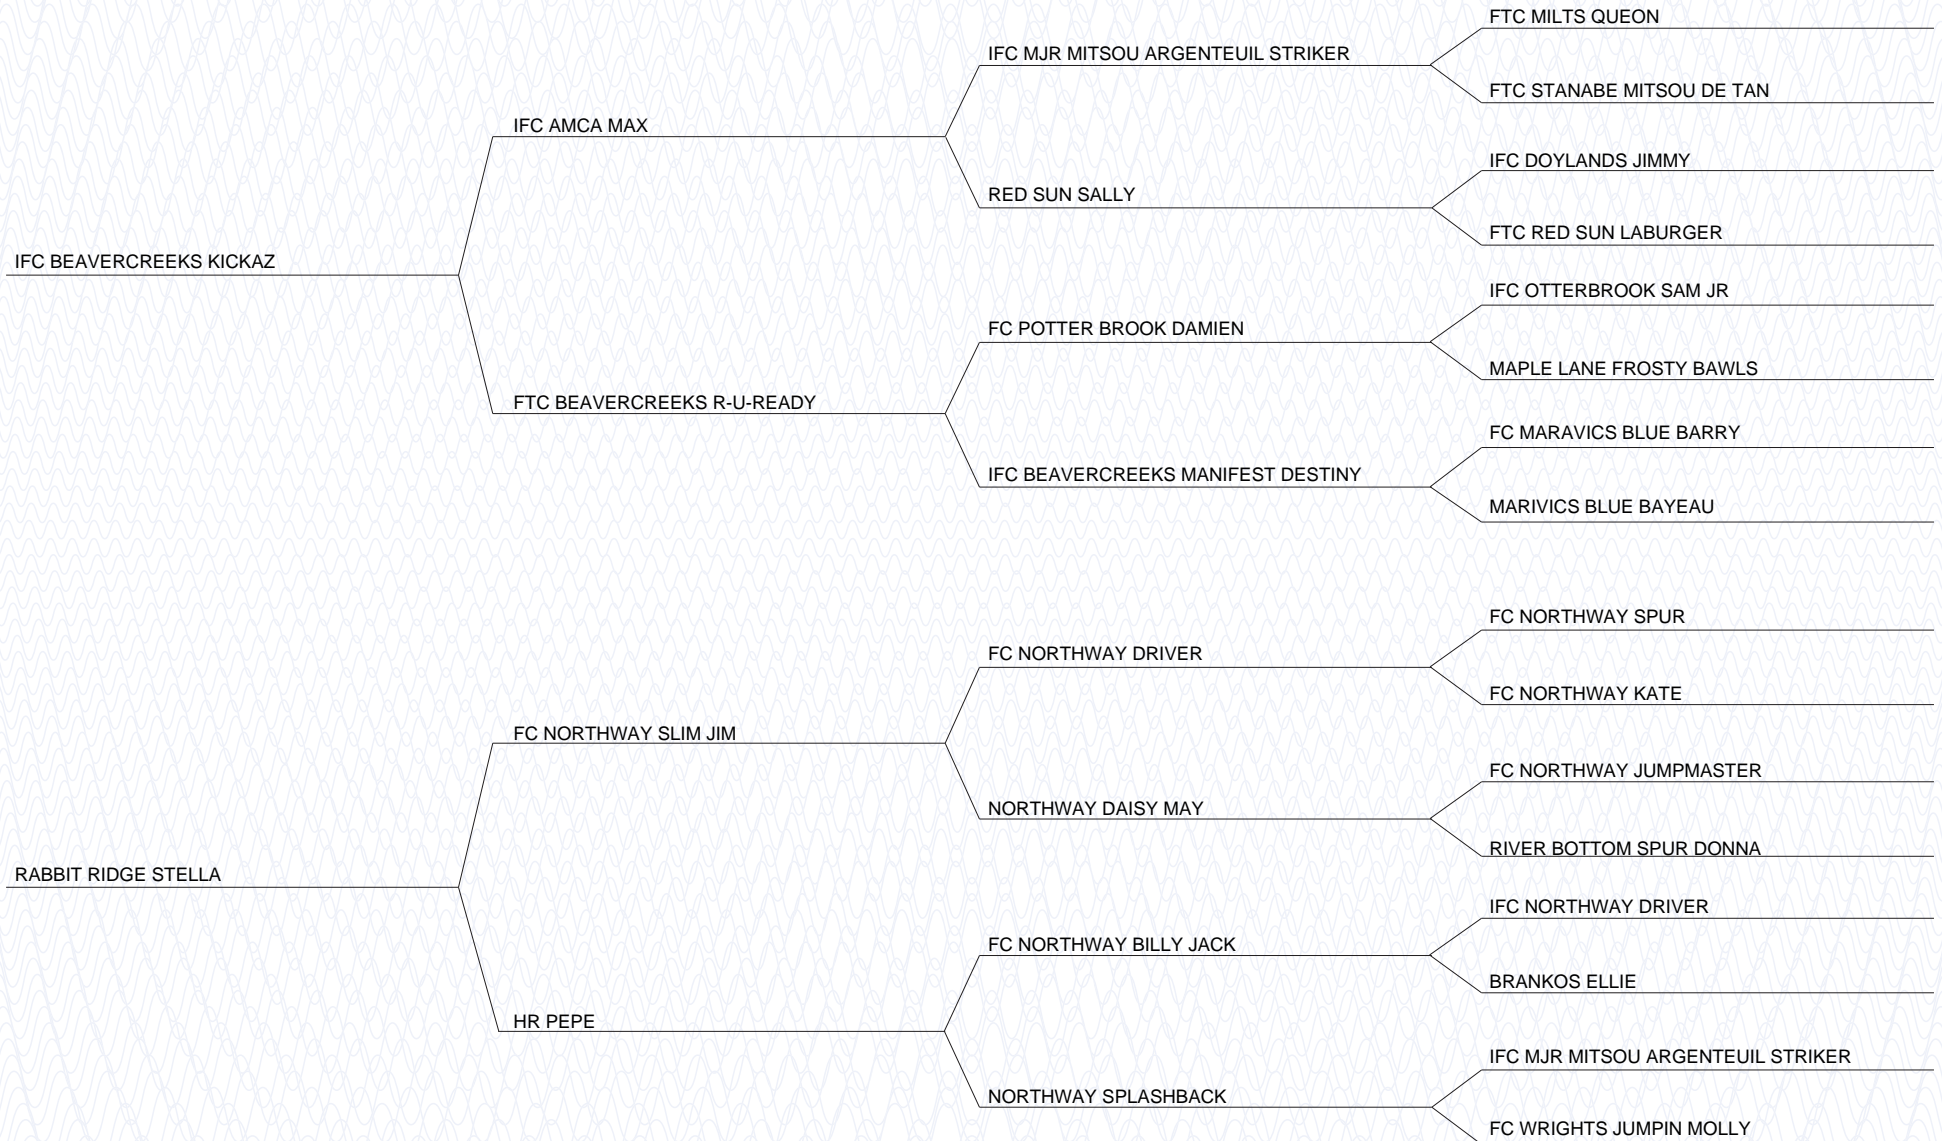 FTC MILTS QUEON
IFC MJR MITSOU ARGENTEUIL STRIKER
FTC STANABE MITSOU DE TAN
IFC AMCA MAX
IFC DOYLANDS JIMMY
RED SUN SALLY
FTC RED SUN LABURGER
IFC BEAVERCREEKS KICKAZ
IFC OTTERBROOK SAM JR
FC POTTER BROOK DAMIEN
MAPLE LANE FROSTY BAWLS
FTC BEAVERCREEKS R-U-READY
FC MARAVICS BLUE BARRY
IFC BEAVERCREEKS MANIFEST DESTINY
MARIVICS BLUE BAYEAU
FC NORTHWAY SPUR
FC NORTHWAY DRIVER
FC NORTHWAY KATE
FC NORTHWAY SLIM JIM
FC NORTHWAY JUMPMASTER
NORTHWAY DAISY MAY
RIVER BOTTOM SPUR DONNA
RABBIT RIDGE STELLA
IFC NORTHWAY DRIVER
FC NORTHWAY BILLY JACK
BRANKOS ELLIE
HR PEPE
IFC MJR MITSOU ARGENTEUIL STRIKER
NORTHWAY SPLASHBACK
FC WRIGHTS JUMPIN MOLLY